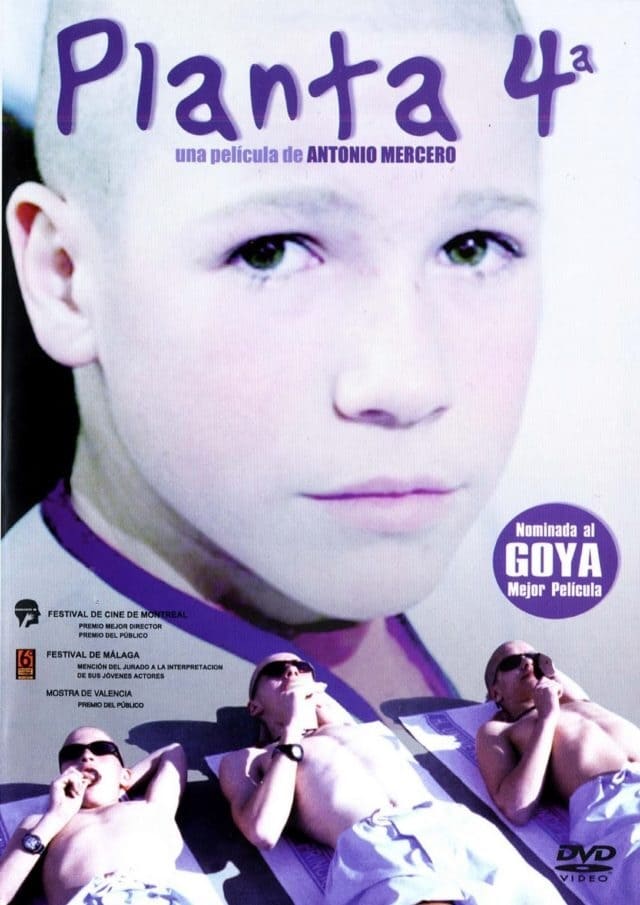 Planta 4ª
una película de ANTONIO MERCERO
Nominada al
GOYA
Mejor Película
FESTIVAL DE CINE DE MONTREAL
PREMIO MEJOR DIRECTOR
PREMIO DEL PÚBLICO
6
FESTIVAL DE MÁLAGA
MENCIÓN DEL JURADO A LA INTERPRETACION
DE SUS JÓVENES ACTORES
MOSTRA DE VALENCIA
PREMIO DEL PÚBLICO
DVD
VIDEO